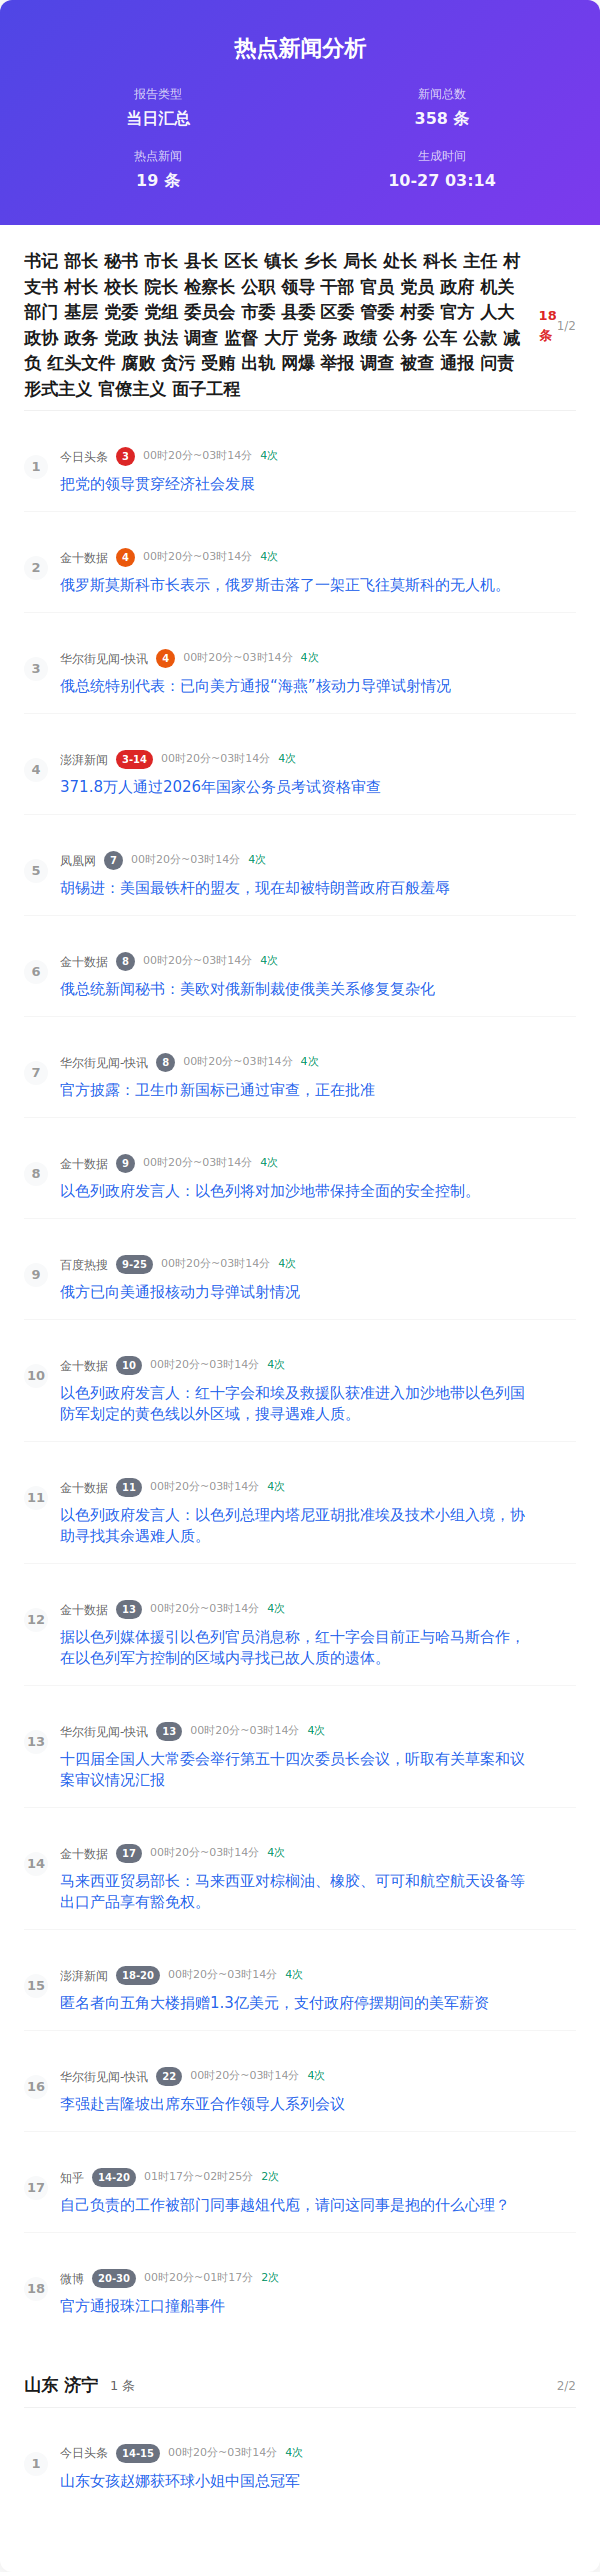 热点新闻分析
报告类型
新闻总数
当日汇总
358 条
热点新闻
生成时间
19 条
10-27 03:14
书记 部长 秘书 市长 县长 区长 镇长 乡长 局长 处长 科长 主任 村
支书 村长 校长 院长 检察长 公职 领导 干部 官员 党员 政府 机关
部门 基层 党委 党组 委员会 市委 县委 区委 管委 村委 官方 人大
政协 政务 党政 执法 调查 监督 大厅 党务 政绩 公务 公车 公款 减
负 红头文件 腐败 贪污 受贿 出轨 网爆 举报 调查 被查 通报 问责
形式主义 官僚主义 面子工程
18
条
1/2
1
今日头条 3 00时20分~03时14分 4次
把党的领导贯穿经济社会发展
2
金十数据 4 00时20分~03时14分 4次
俄罗斯莫斯科市长表示，俄罗斯击落了一架正飞往莫斯科的无人机。
3
华尔街见闻-快讯 4 00时20分~03时14分 4次
俄总统特别代表：已向美方通报“海燕”核动力导弹试射情况
4
澎湃新闻 3-14 00时20分~03时14分 4次
371.8万人通过2026年国家公务员考试资格审查
5
凤凰网 7 00时20分~03时14分 4次
胡锡进：美国最铁杆的盟友，现在却被特朗普政府百般羞辱
6
金十数据 8 00时20分~03时14分 4次
俄总统新闻秘书：美欧对俄新制裁使俄美关系修复复杂化
7
华尔街见闻-快讯 8 00时20分~03时14分 4次
官方披露：卫生巾新国标已通过审查，正在批准
8
金十数据 9 00时20分~03时14分 4次
以色列政府发言人：以色列将对加沙地带保持全面的安全控制。
9
百度热搜 9-25 00时20分~03时14分 4次
俄方已向美通报核动力导弹试射情况
10
金十数据 10 00时20分~03时14分 4次
以色列政府发言人：红十字会和埃及救援队获准进入加沙地带以色列国
防军划定的黄色线以外区域，搜寻遇难人质。
11
金十数据 11 00时20分~03时14分 4次
以色列政府发言人：以色列总理内塔尼亚胡批准埃及技术小组入境，协
助寻找其余遇难人质。
12
金十数据 13 00时20分~03时14分 4次
据以色列媒体援引以色列官员消息称，红十字会目前正与哈马斯合作，
在以色列军方控制的区域内寻找已故人质的遗体。
13
华尔街见闻-快讯 13 00时20分~03时14分 4次
十四届全国人大常委会举行第五十四次委员长会议，听取有关草案和议
案审议情况汇报
14
金十数据 17 00时20分~03时14分 4次
马来西亚贸易部长：马来西亚对棕榈油、橡胶、可可和航空航天设备等
出口产品享有豁免权。
15
澎湃新闻 18-20 00时20分~03时14分 4次
匿名者向五角大楼捐赠1.3亿美元，支付政府停摆期间的美军薪资
16
华尔街见闻-快讯 22 00时20分~03时14分 4次
李强赴吉隆坡出席东亚合作领导人系列会议
17
知乎 14-20 01时17分~02时25分 2次
自己负责的工作被部门同事越俎代庖，请问这同事是抱的什么心理？
18
微博 20-30 00时20分~01时17分 2次
官方通报珠江口撞船事件
山东 济宁 1 条
2/2
1
今日头条 14-15 00时20分~03时14分 4次
山东女孩赵娜获环球小姐中国总冠军